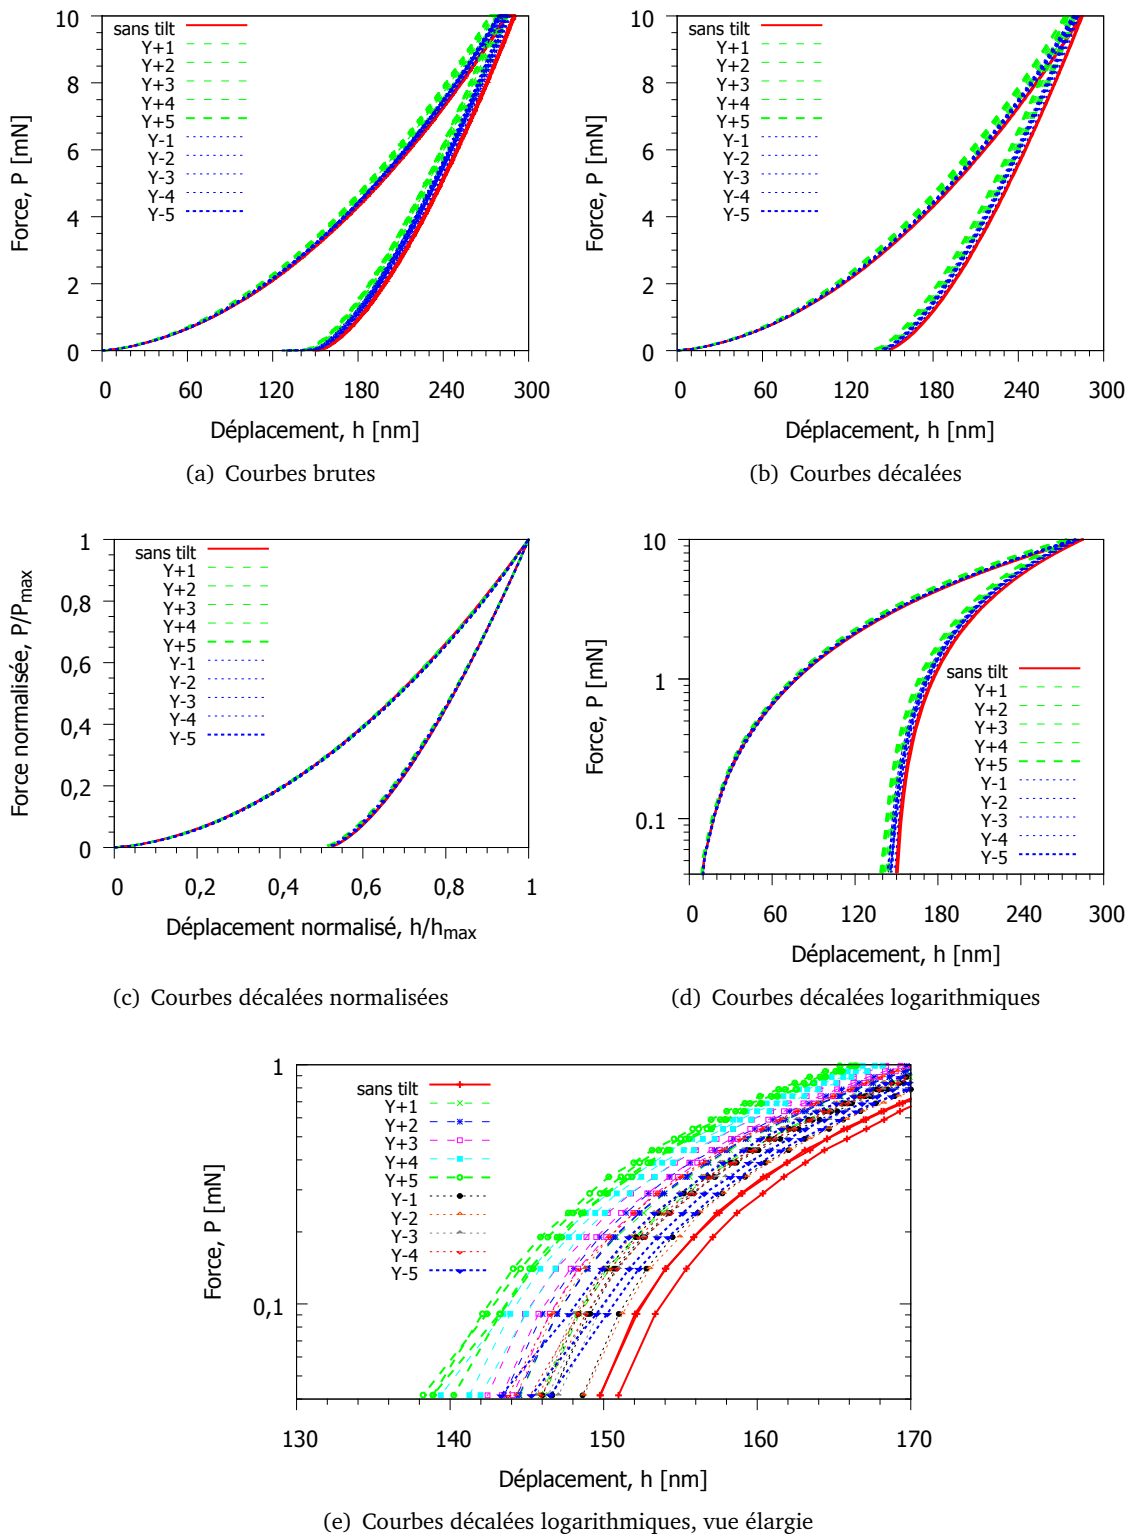 sans tilt
Y+1
Y+2
Y+3
Y+4
Y+5
Y-1
Y-2
Y-3
Y-4
Y-5
10
8
6
4
2
0
Force, P [mN]
0 60 120 180 240 300
Déplacement, h [nm]
(a) Courbes brutes
sans tilt
Y+1
Y+2
Y+3
Y+4
Y+5
Y-1
Y-2
Y-3
Y-4
Y-5
10
8
6
4
2
0
Force, P [mN]
0 60 120 180 240 300
Déplacement, h [nm]
(b) Courbes décalées
sans tilt
Y+1
Y+2
Y+3
Y+4
Y+5
Y-1
Y-2
Y-3
Y-4
Y-5
1
0,8
0,6
0,4
0,2
0
Force normalisée, P/Pmax
0 0,2 0,4 0,6 0,8 1
Déplacement normalisé, h/hmax
(c) Courbes décalées normalisées
10
1
0.1
Force, P [mN]
sans tilt
Y+1
Y+2
Y+3
Y+4
Y+5
Y-1
Y-2
Y-3
Y-4
Y-5
0 60 120 180 240 300
Déplacement, h [nm]
(d) Courbes décalées logarithmiques
1
0,1
Force, P [mN]
sans tilt
Y+1
Y+2
Y+3
Y+4
Y+5
Y-1
Y-2
Y-3
Y-4
Y-5
130 140 150 160 170
Déplacement, h [nm]
(e) Courbes décalées logarithmiques, vue élargie